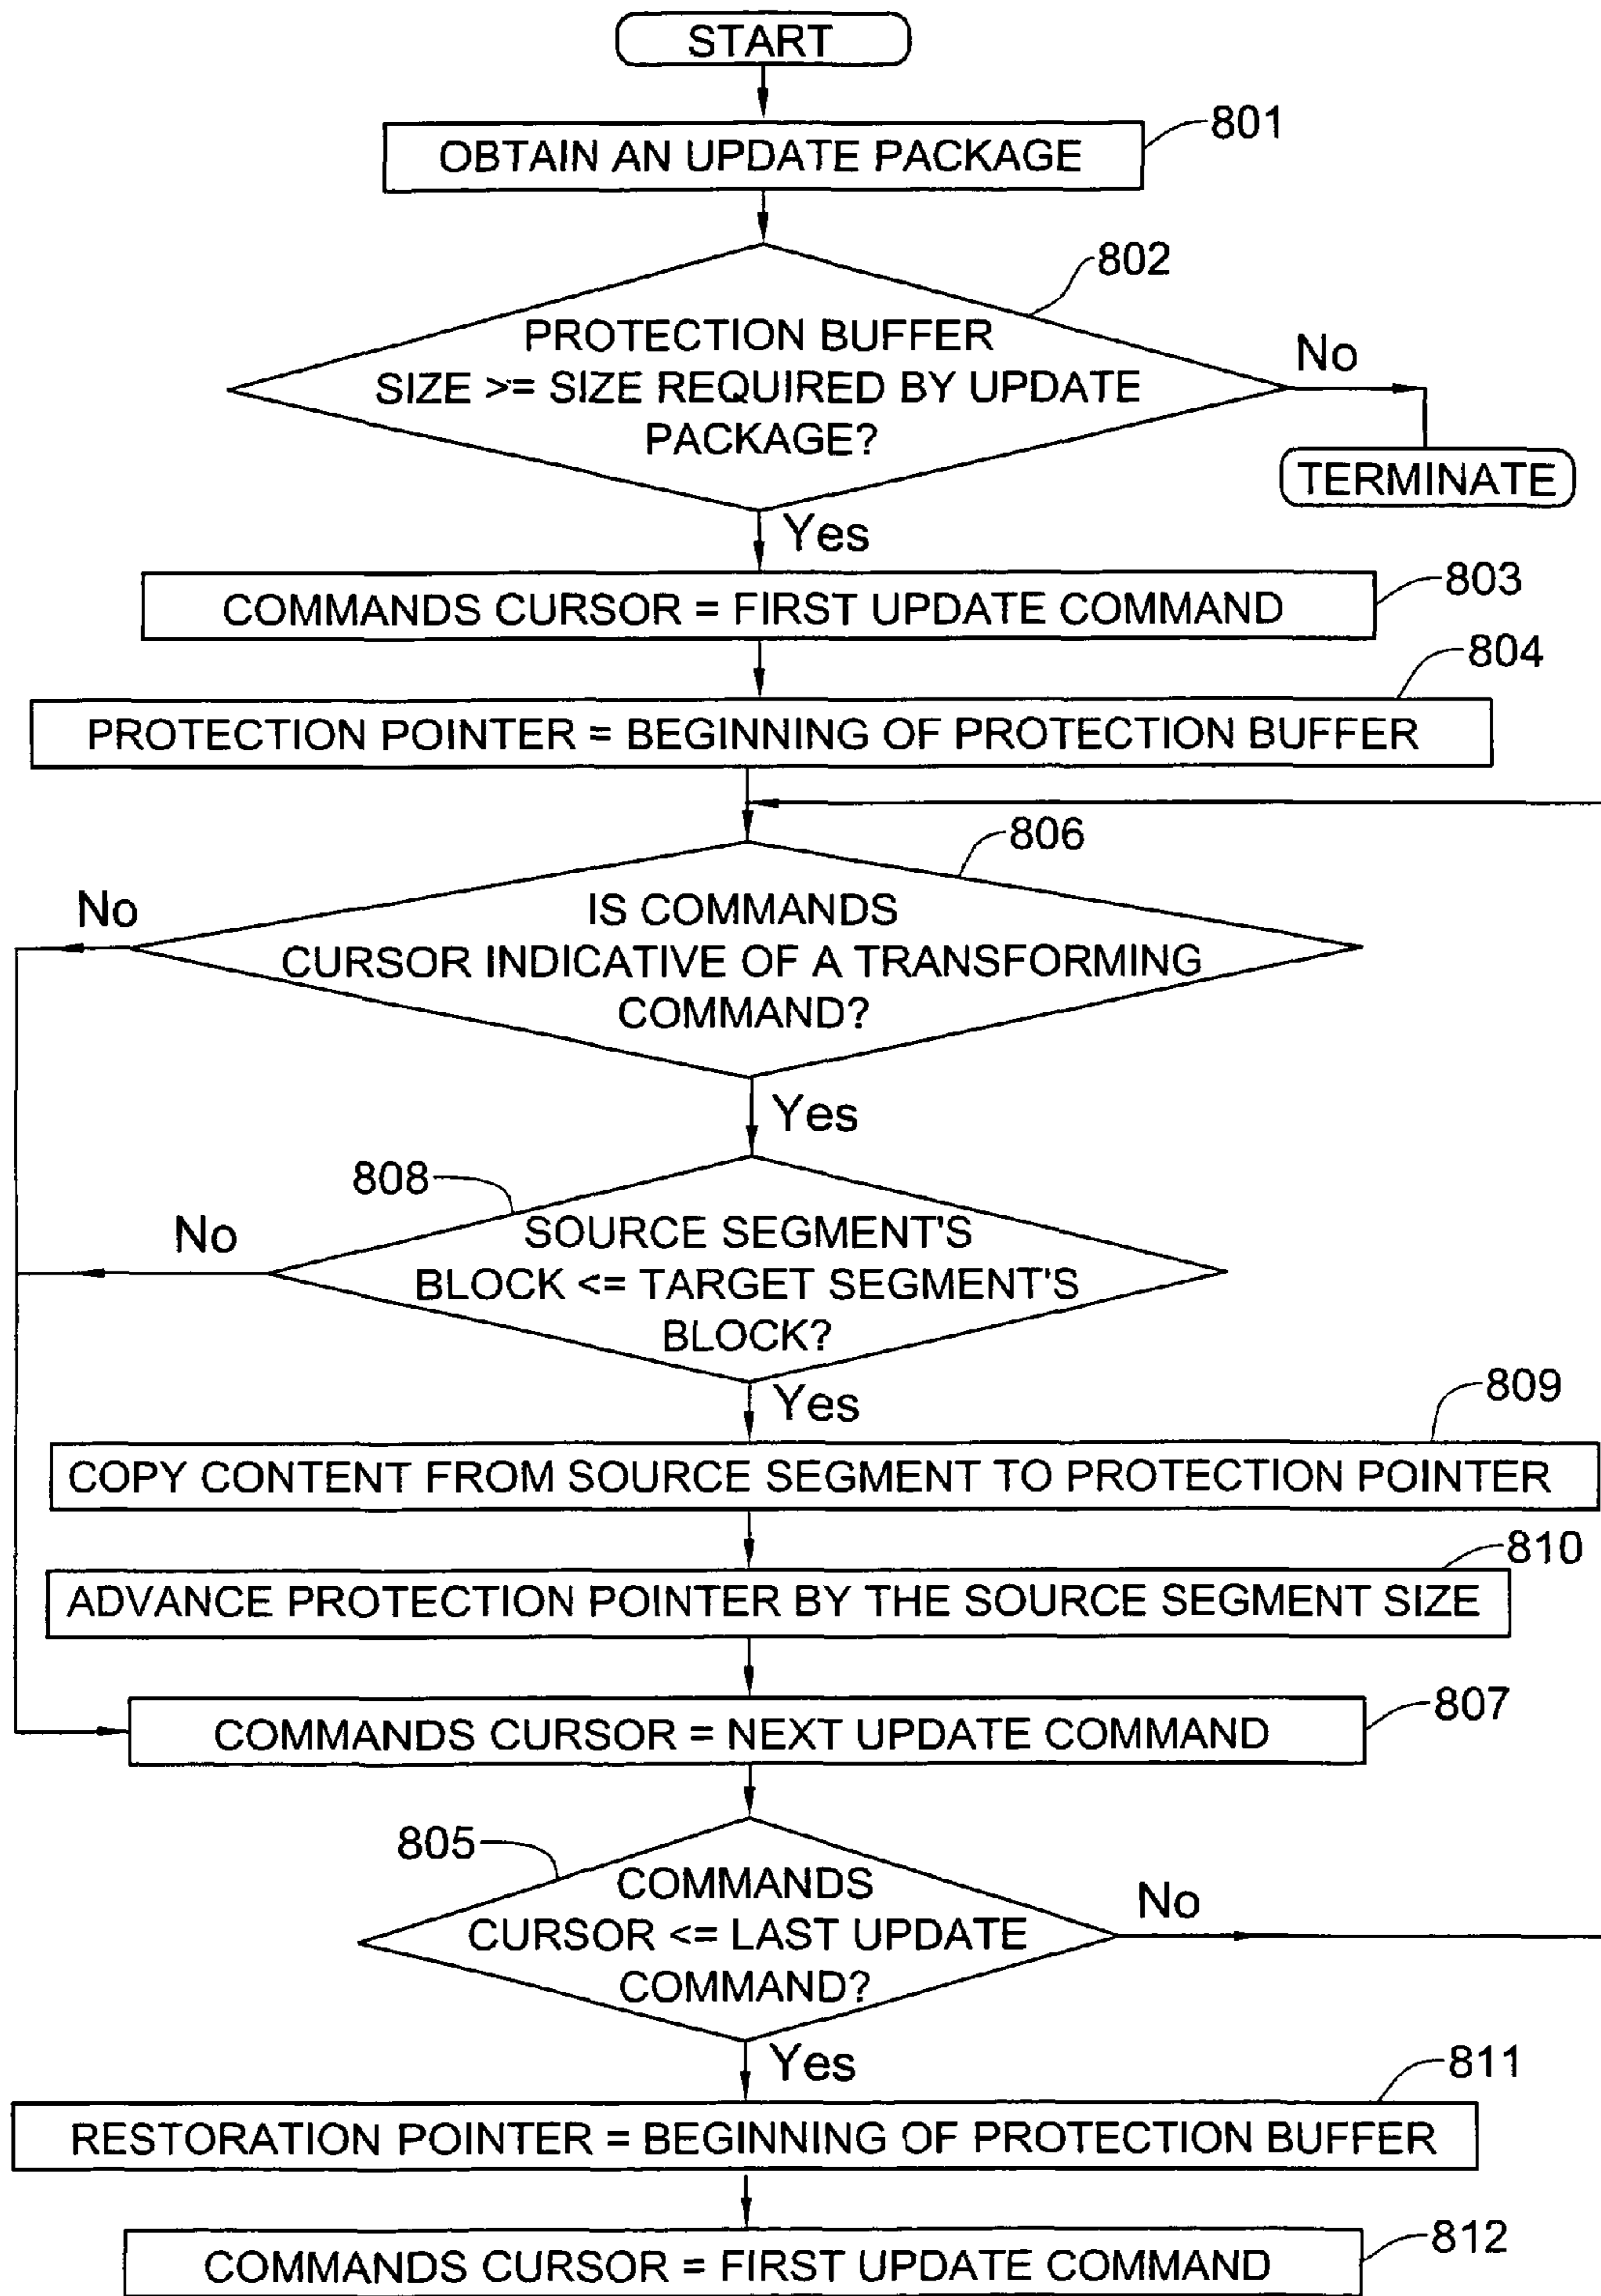 START
OBTAIN AN UPDATE PACKAGE
801
802
PROTECTION BUFFER
SIZE >= SIZE REQUIRED BY UPDATE
PACKAGE?
No
TERMINATE
Yes
COMMANDS CURSOR = FIRST UPDATE COMMAND
803
804
PROTECTION POINTER = BEGINNING OF PROTECTION BUFFER
806
No
IS COMMANDS
CURSOR INDICATIVE OF A TRANSFORMING
COMMAND?
Yes
808
No
SOURCE SEGMENT'S
BLOCK <= TARGET SEGMENT'S
BLOCK?
Yes
809
COPY CONTENT FROM SOURCE SEGMENT TO PROTECTION POINTER
810
ADVANCE PROTECTION POINTER BY THE SOURCE SEGMENT SIZE
807
COMMANDS CURSOR = NEXT UPDATE COMMAND
805
COMMANDS
CURSOR <= LAST UPDATE
COMMAND?
No
Yes
811
RESTORATION POINTER = BEGINNING OF PROTECTION BUFFER
812
COMMANDS CURSOR = FIRST UPDATE COMMAND